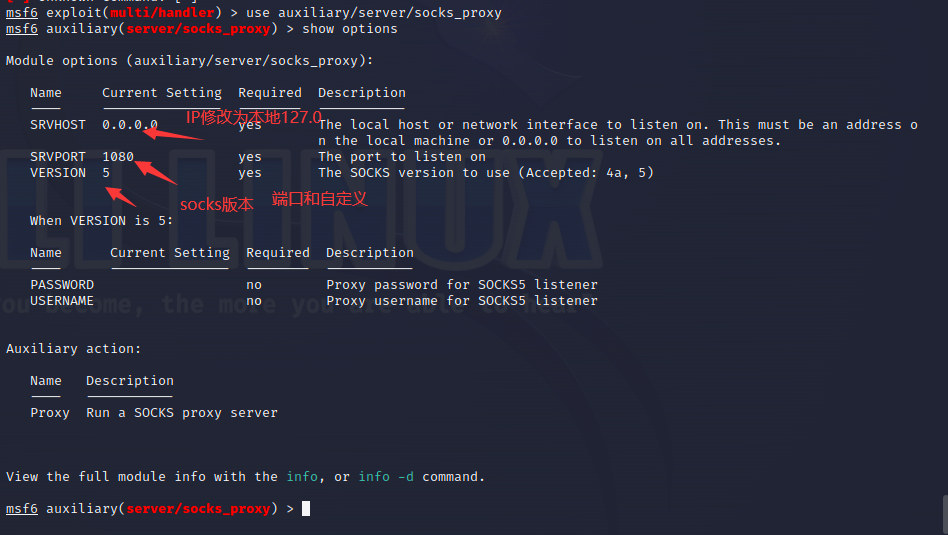 msf6 exploit(multi/handler) > use auxiliary/server/socks_proxy
msf6 auxiliary(server/socks_proxy) > show options
Module options (auxiliary/server/socks_proxy):
Name Current Setting Required Description
IP修改为本地127.0
SRVHOST 0.0.0.0 yes The local host or network interface to listen on. This must be an address o
n the local machine or 0.0.0.0 to listen on all addresses.
SRVPORT 1080 yes The port to listen on
VERSION 5 yes The SOCKS version to use (Accepted: 4a, 5)
socks版本 端口和自定义
When VERSION is 5:
Name Current Setting Required Description
PASSWORD no Proxy password for SOCKS5 listener
USERNAME no Proxy username for SOCKS5 listener
Auxiliary action:
Name Description
Proxy Run a SOCKS proxy server
View the full module info with the info, or info -d command.
msf6 auxiliary(server/socks_proxy) >